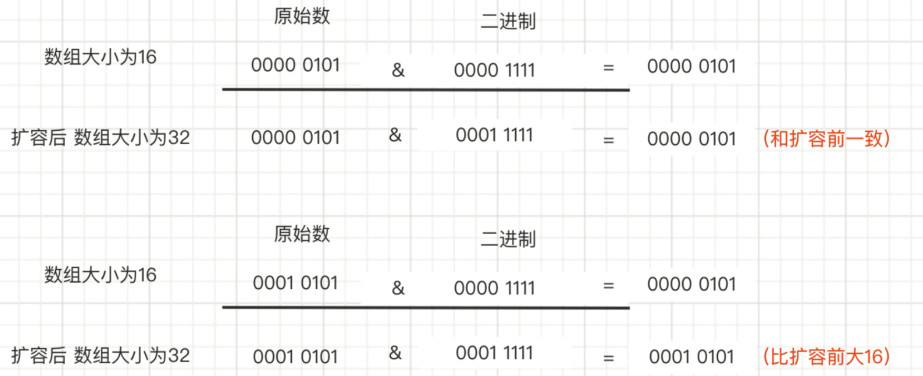 原始数 二进制
数组大小为16 0000 0101 & 0000 1111 = 0000 0101
扩容后 数组大小为32 0000 0101 & 0001 1111 = 0000 0101 (和扩容前一致)
原始数 二进制
数组大小为16 0001 0101 & 0000 1111 = 0000 0101
扩容后 数组大小为32 0001 0101 & 0001 1111 = 0001 0101 (比扩容前大16)